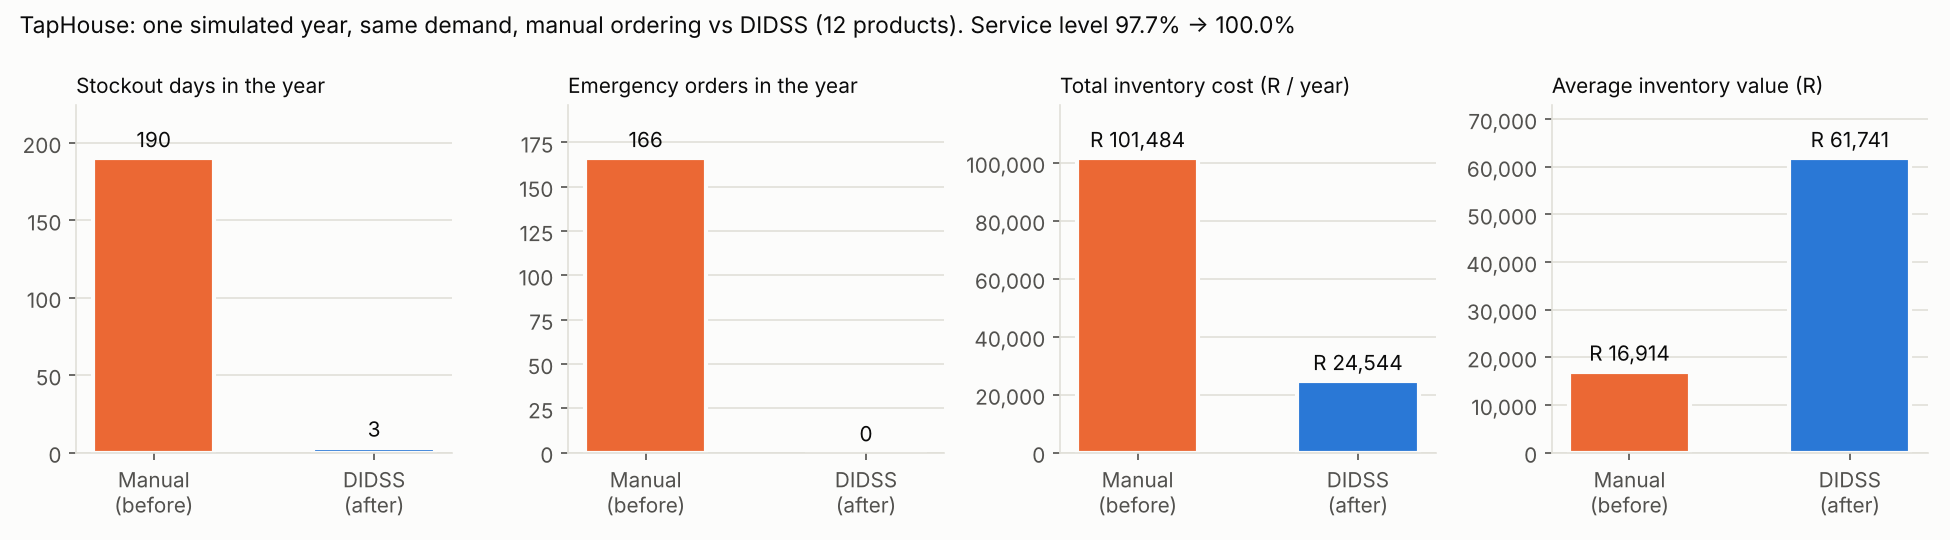 TapHouse: one simulated year, same demand, manual ordering vs DIDSS (12 products). Service level 97.7% → 100.0%
Stockout days in the year
200
150
100
50
0
190
3
Manual
(before)
DIDSS
(after)
Emergency orders in the year
175
150
125
100
75
50
25
0
166
0
Manual
(before)
DIDSS
(after)
Total inventory cost (R / year)
100,000
80,000
60,000
40,000
20,000
0
R 101,484
R 24,544
Manual
(before)
DIDSS
(after)
Average inventory value (R)
70,000
60,000
50,000
40,000
30,000
20,000
10,000
0
R 16,914
R 61,741
Manual
(before)
DIDSS
(after)